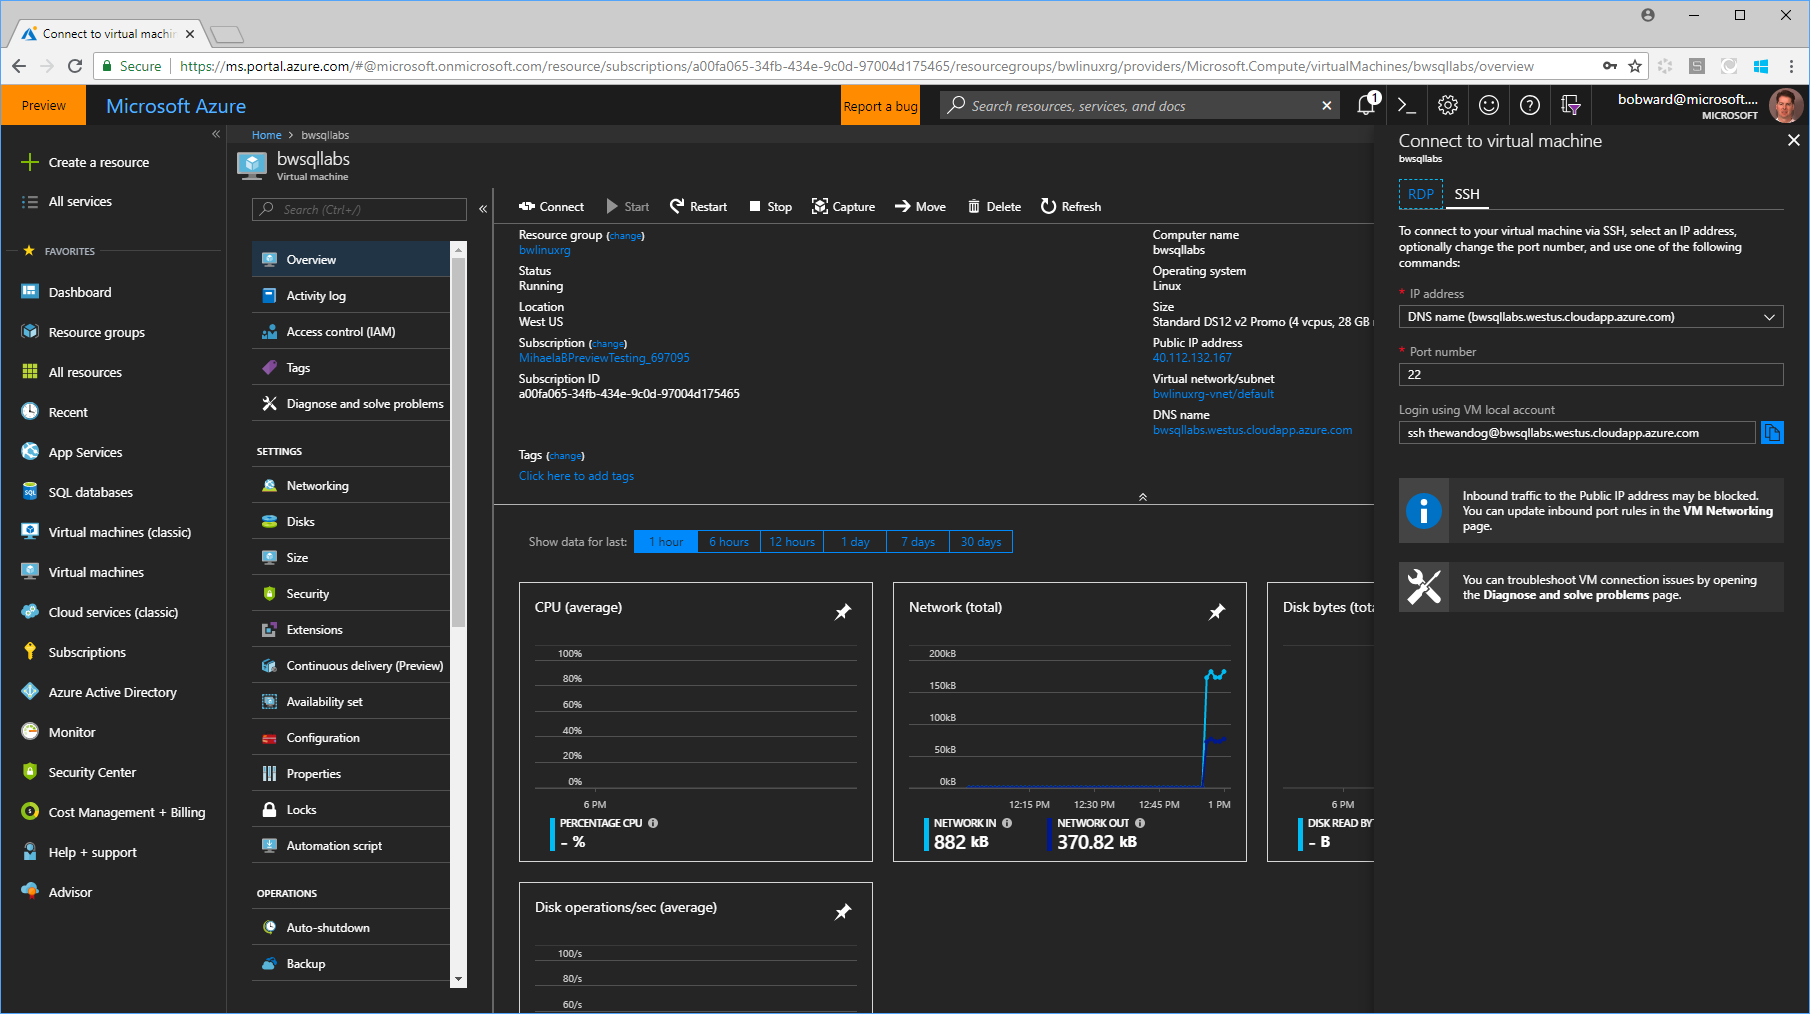 Connect to virtual machin
Secure
https://ms.portal.azure.com/#@microsoft.onmicrosoft.com/resource/subscriptions/a00fa065-34fb-434e-9c0d-97004d175465/resourcegroups/bwlinuxrg/providers/Microsoft.Compute/virtualMachines/bwsqllabs/overview
Preview
Microsoft Azure
Report a bug
Search resources, services, and docs
1
bobward@microsoft....
MICROSOFT
Create a resource
All services
FAVORITES
Dashboard
Resource groups
All resources
Recent
App Services
SQL databases
Virtual machines (classic)
Virtual machines
Cloud services (classic)
Subscriptions
Azure Active Directory
Monitor
Security Center
Cost Management + Billing
Help + support
Advisor
Home > bwsqllabs
bwsqllabs
Virtual machine
Search (Ctrl+/)
Overview
Activity log
Access control (IAM)
Tags
Diagnose and solve problems
SETTINGS
Networking
Disks
Size
Security
Extensions
Continuous delivery (Preview)
Availability set
Configuration
Properties
Locks
Automation script
OPERATIONS
Auto-shutdown
Backup
Connect
Start
Restart
Stop
Capture
Move
Delete
Refresh
Resource group (change)
bwlinuxrg
Status
Running
Location
West US
Subscription (change)
MihaelaBPreviewTesting_697095
Subscription ID
a00fa065-34fb-434e-9c0d-97004d175465
Computer name
bwsqllabs
Operating system
Linux
Size
Standard DS12 v2 Promo (4 vcpus, 28 GB
Public IP address
40.112.132.167
Virtual network/subnet
bwlinuxrg-vnet/default
DNS name
bwsqllabs.westus.cloudapp.azure.com
Tags (change)
Click here to add tags
Show data for last:
1 hour
6 hours
12 hours
1 day
7 days
30 days
CPU (average)
100%
80%
60%
40%
20%
0%
6 PM
PERCENTAGE CPU
- %
Network (total)
200kB
150kB
100kB
50kB
0kB
12:15 PM
12:30 PM
12:45 PM
1 PM
NETWORK IN
882 kB
NETWORK OUT
370.82 kB
Disk bytes (tota
6 PM
DISK READ BY
- B
Disk operations/sec (average)
100/s
80/s
60/s
Connect to virtual machine
bwsqllabs
RDP
SSH
To connect to your virtual machine via SSH, select an IP address,
optionally change the port number, and use one of the following
commands:
* IP address
DNS name (bwsqllabs.westus.cloudapp.azure.com)
* Port number
22
Login using VM local account
ssh thewandog@bwsqllabs.westus.cloudapp.azure.com
Inbound traffic to the Public IP address may be blocked.
You can update inbound port rules in the VM Networking
page.
You can troubleshoot VM connection issues by opening
the Diagnose and solve problems page.